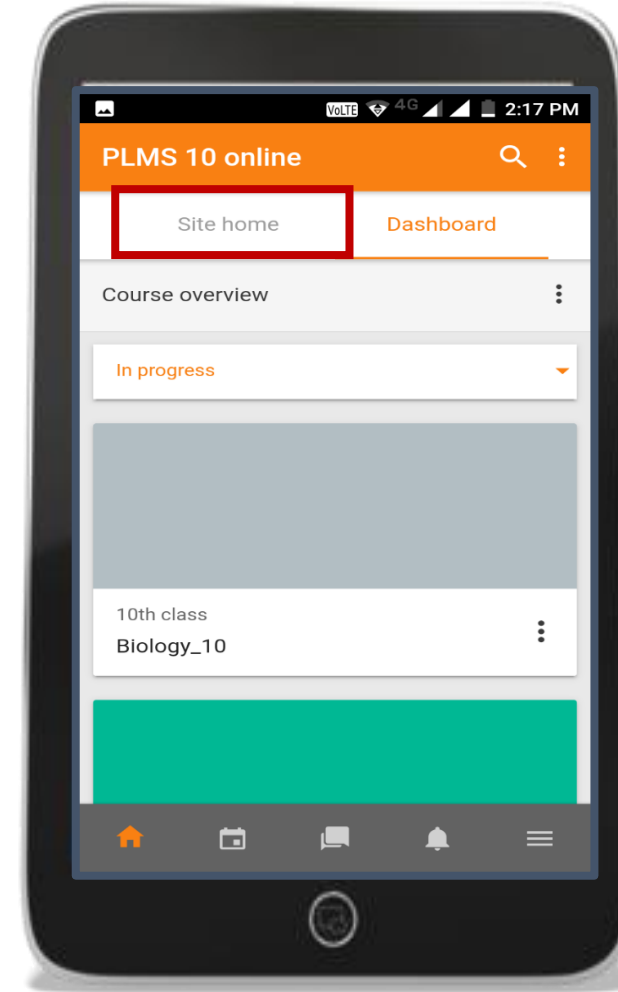 VoLTE 4G 2:17 PM
PLMS 10 online
Site home Dashboard
Course overview
In progress
10th class
Biology_10